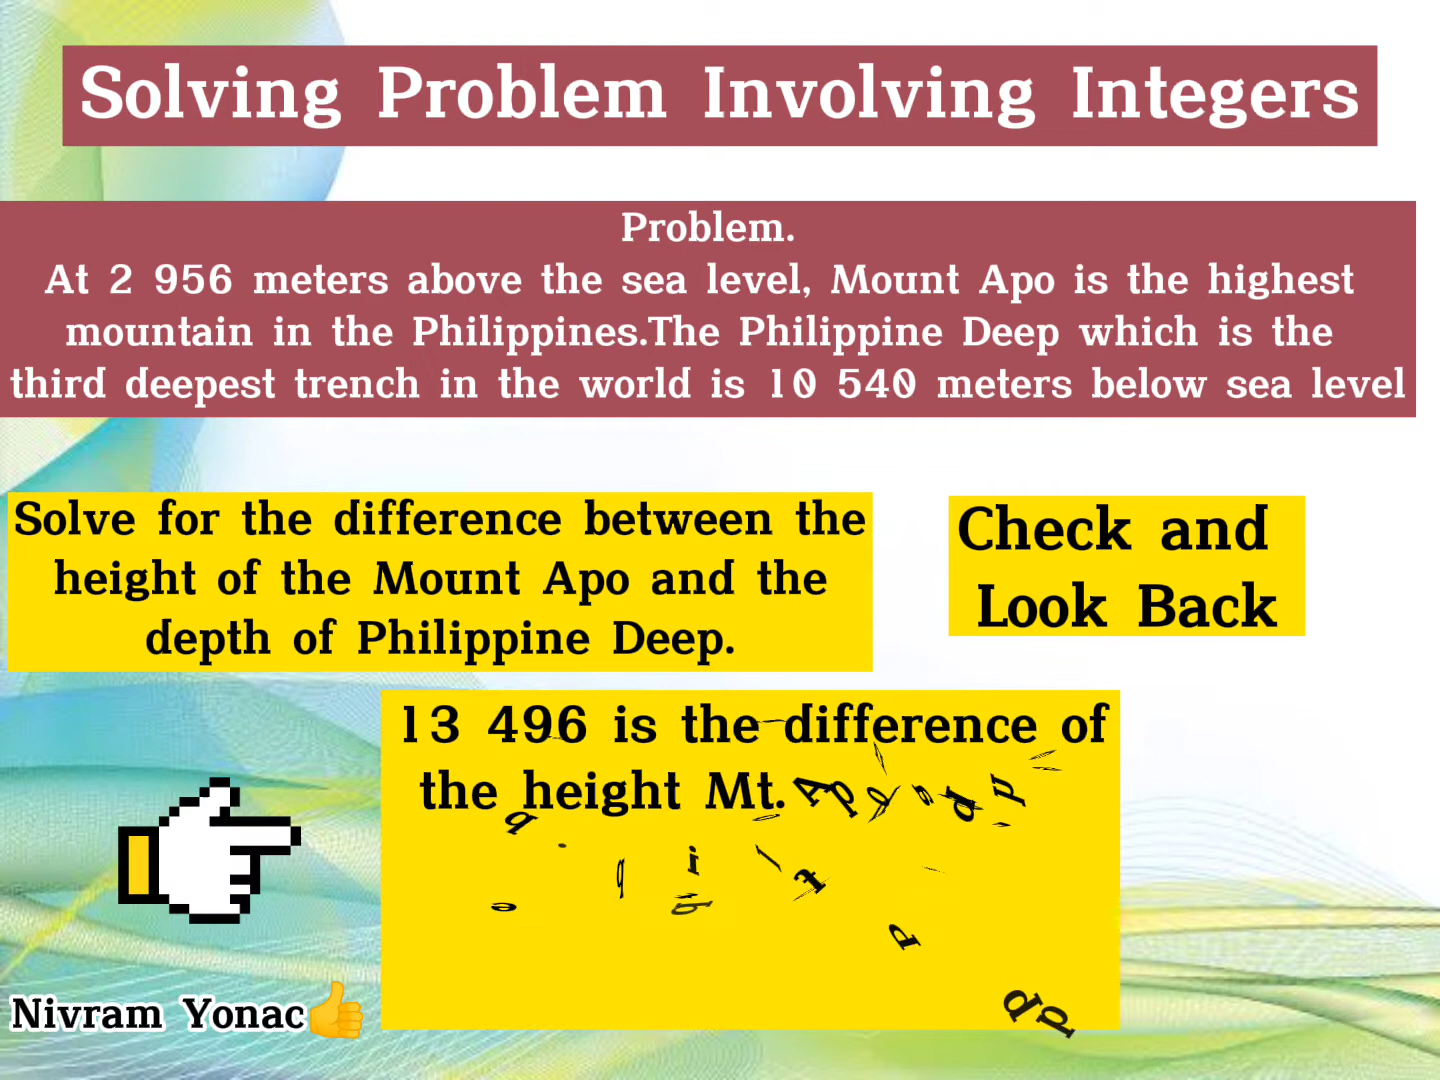 Solving Problem Involving Integers
Problem.
At 2 956 meters above the sea level, Mount Apo is the highest
mountain in the Philippines.The Philippine Deep which is the
third deepest trench in the world is 10 540 meters below sea level
Solve for the difference between the
height of the Mount Apo and the
depth of Philippine Deep.
Check and
Look Back
13 496 is the difference of
the height Mt.
Nivram Yonac